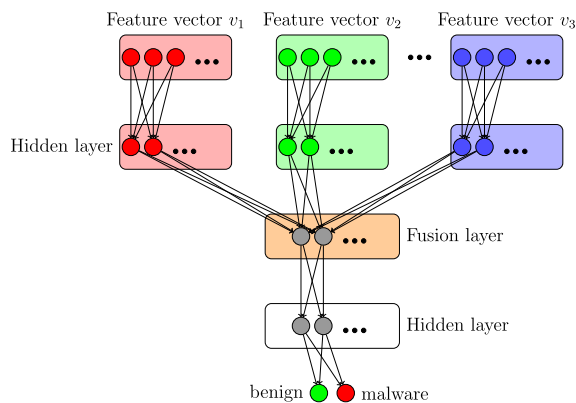 Feature vector v₁
Feature vector v₂
Feature vector v₃
Hidden layer
Fusion layer
Hidden layer
benign
malware